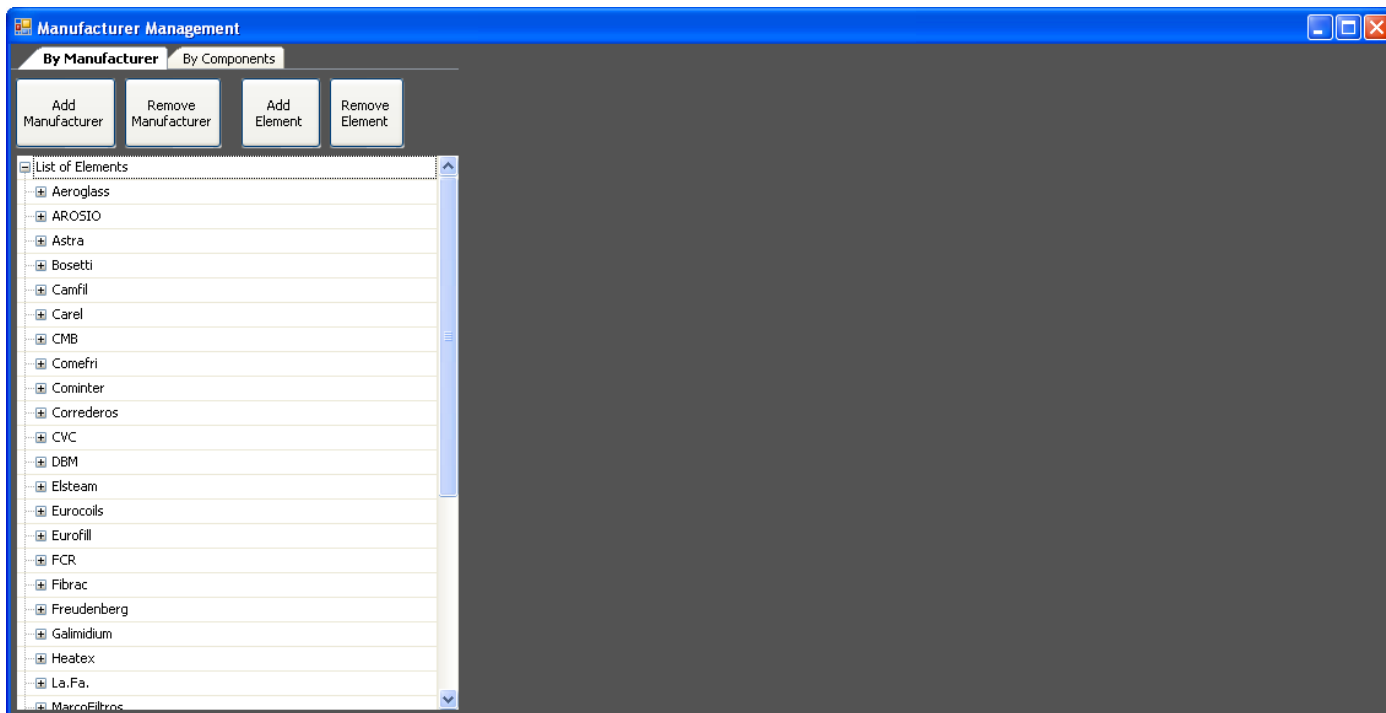 Manufacturer Management
By Manufacturer By Components
Add Manufacturer
Remove Manufacturer
Add Element
Remove Element
List of Elements
Aeroglass
AROSIO
Astra
Bosetti
Camfil
Carel
CMB
Comefri
Cominter
Correderos
CVC
DBM
Elsteam
Eurocoils
Eurofill
FCR
Fibrac
Freudenberg
Galimidium
Heatex
La.Fa.
MarcoFiltros